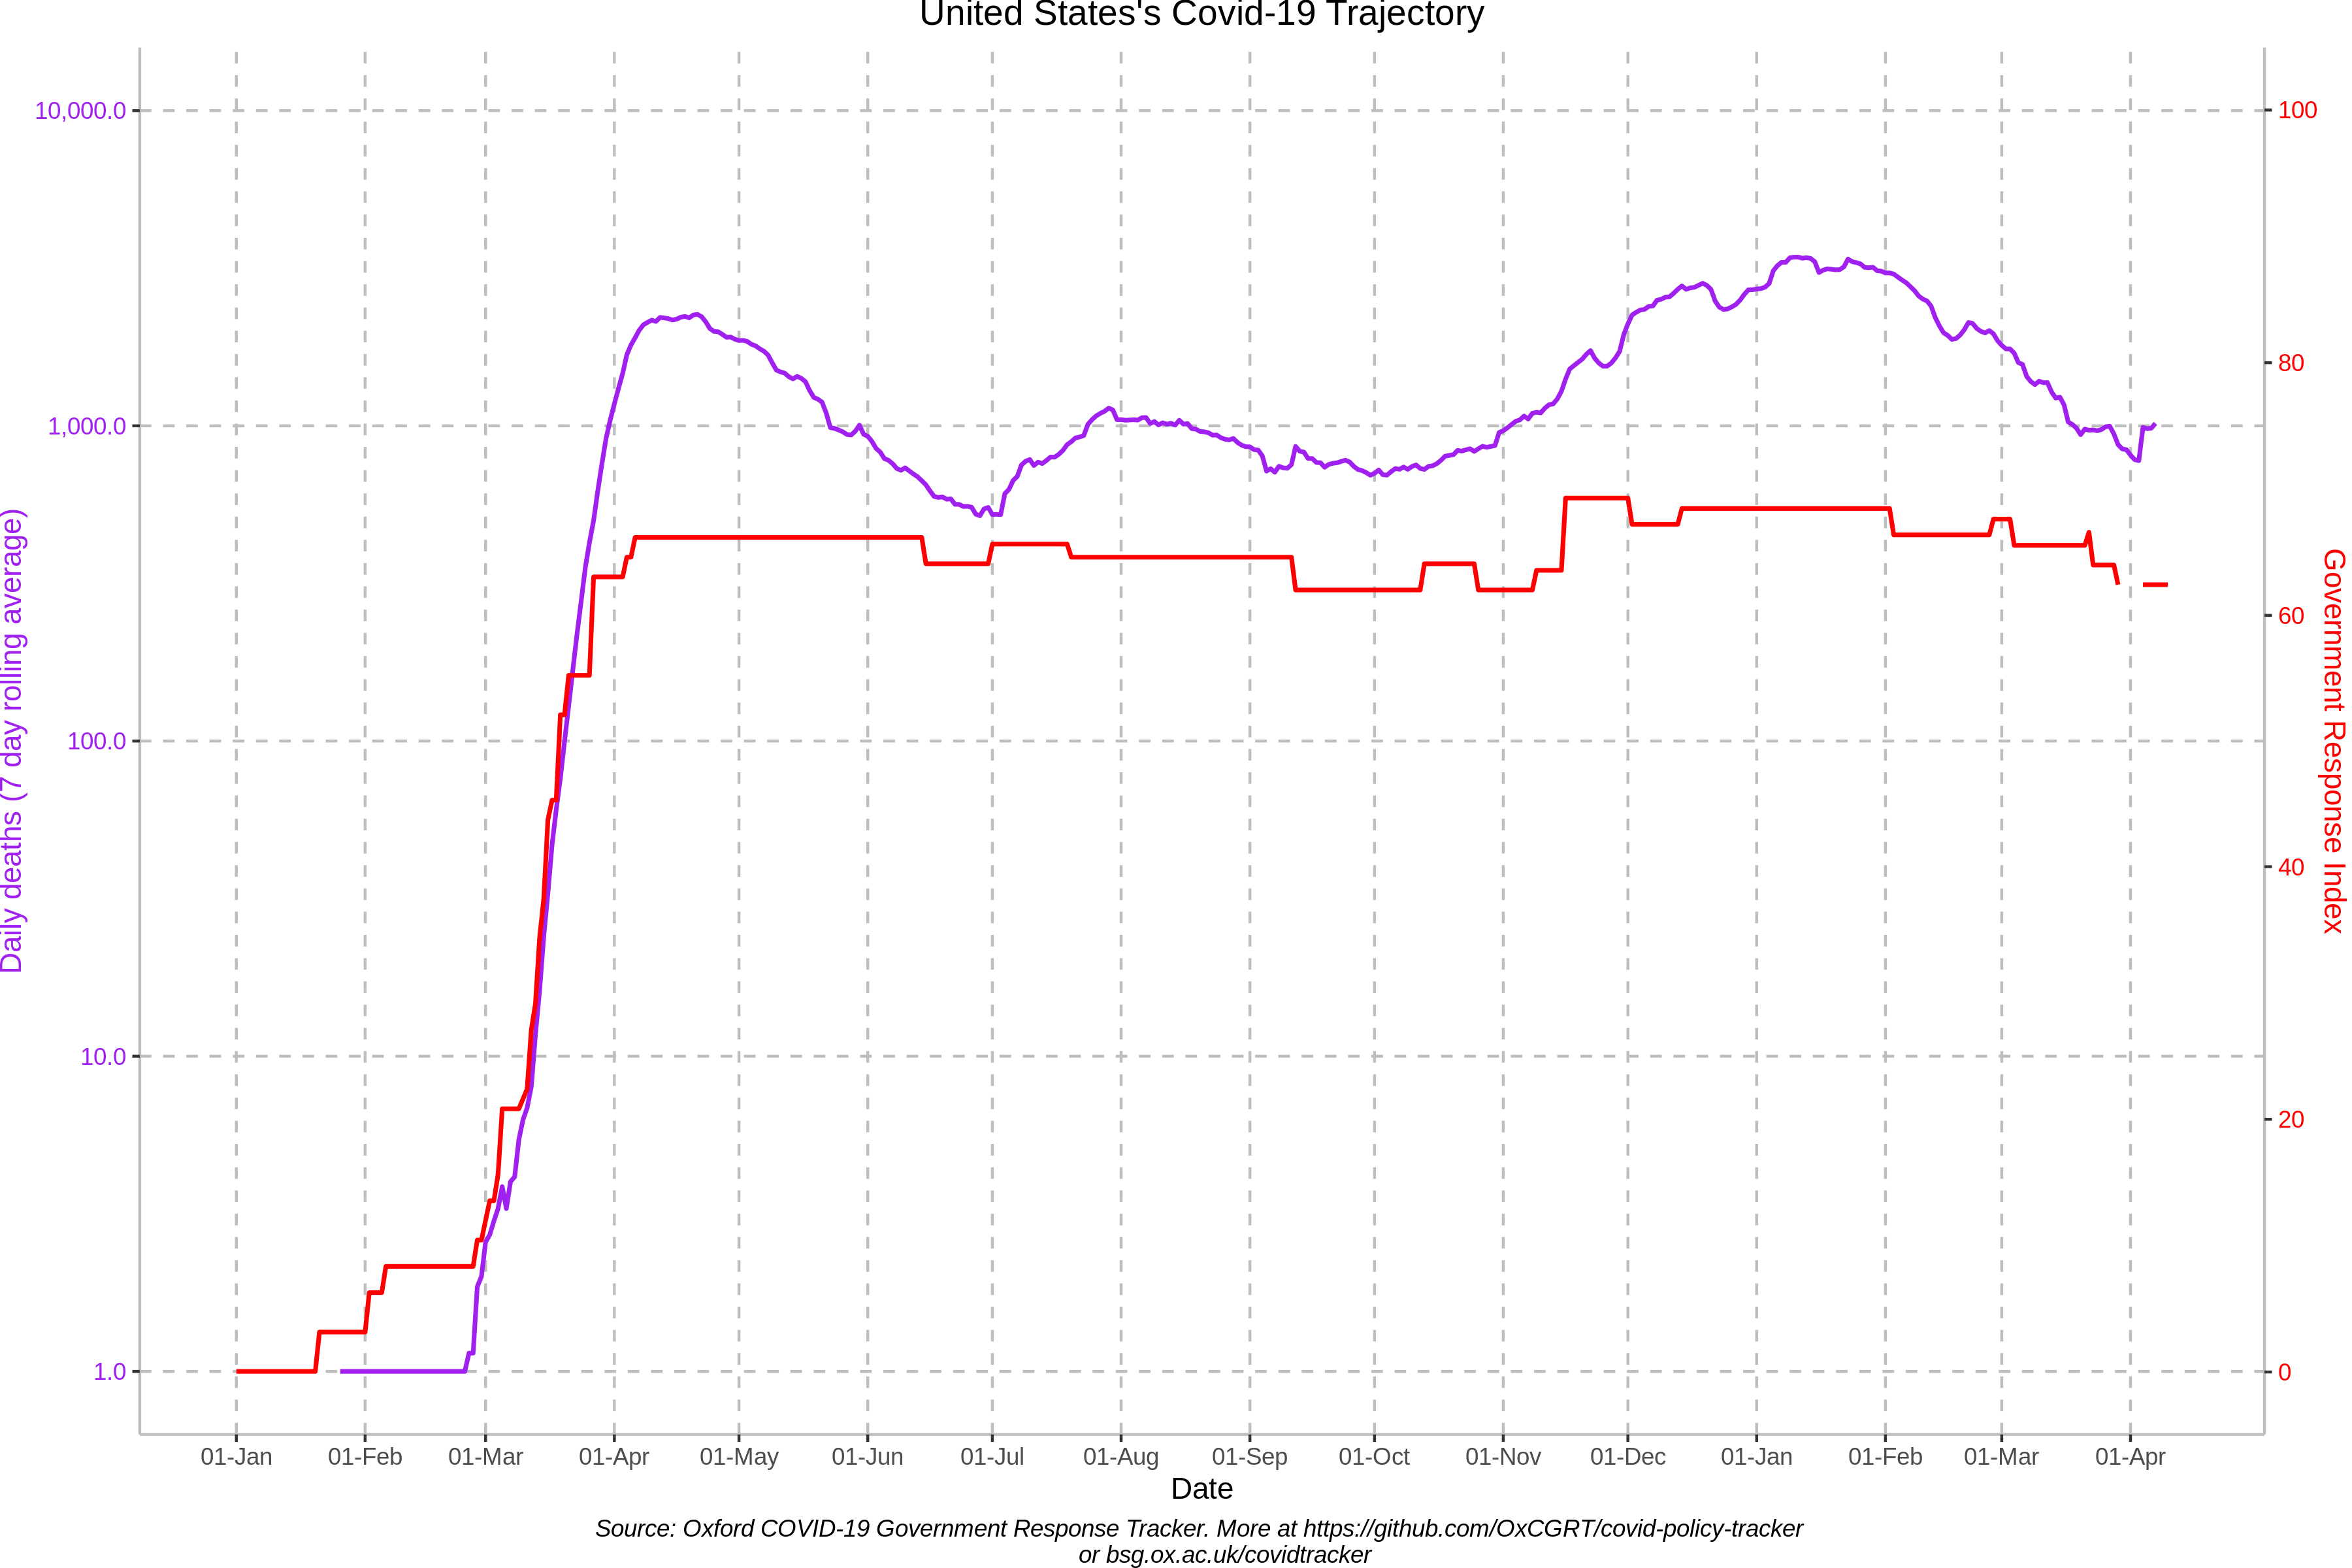 United States's Covid-19 Trajectory
10,000.0
1,000.0
100.0
10.0
1.0
Daily deaths (7 day rolling average)
100
80
60
40
20
0
Government Response Index
01-Jan 01-Feb 01-Mar 01-Apr 01-May 01-Jun 01-Jul 01-Aug 01-Sep 01-Oct 01-Nov 01-Dec 01-Jan 01-Feb 01-Mar 01-Apr
Date
Source: Oxford COVID-19 Government Response Tracker. More at https://github.com/OxCGRT/covid-policy-tracker
or bsg.ox.ac.uk/covidtracker